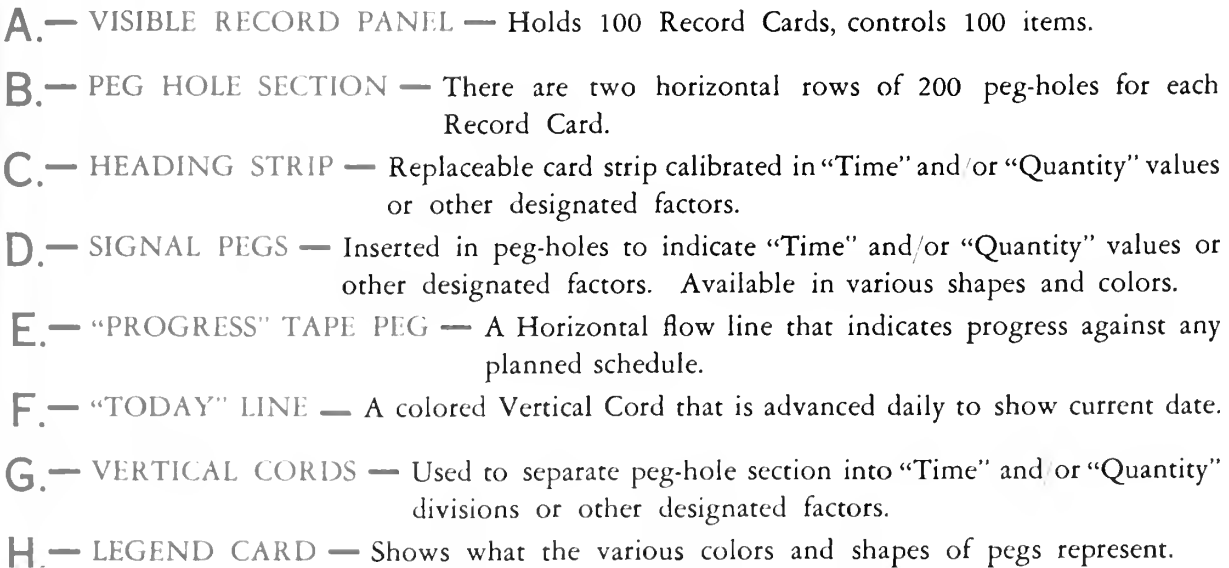 A.— VISIBLE RECORD PANEL — Holds 100 Record Cards, controls 100 items.
B.— PEG HOLE SECTION — There are two horizontal rows of 200 peg-holes for each
Record Card.
C.— HEADING STRIP — Replaceable card strip calibrated in “Time” and/or “Quantity” values
or other designated factors.
D.— SIGNAL PEGS — Inserted in peg-holes to indicate “Time” and/or “Quantity” values or
other designated factors. Available in various shapes and colors.
E.— “PROGRESS” TAPE PEG — A Horizontal flow line that indicates progress against any
planned schedule.
F.— “TODAY” LINE — A colored Vertical Cord that is advanced daily to show current date.
G.— VERTICAL CORDS — Used to separate peg-hole section into “Time” and/or “Quantity”
divisions or other designated factors.
H.— LEGEND CARD — Shows what the various colors and shapes of pegs represent.